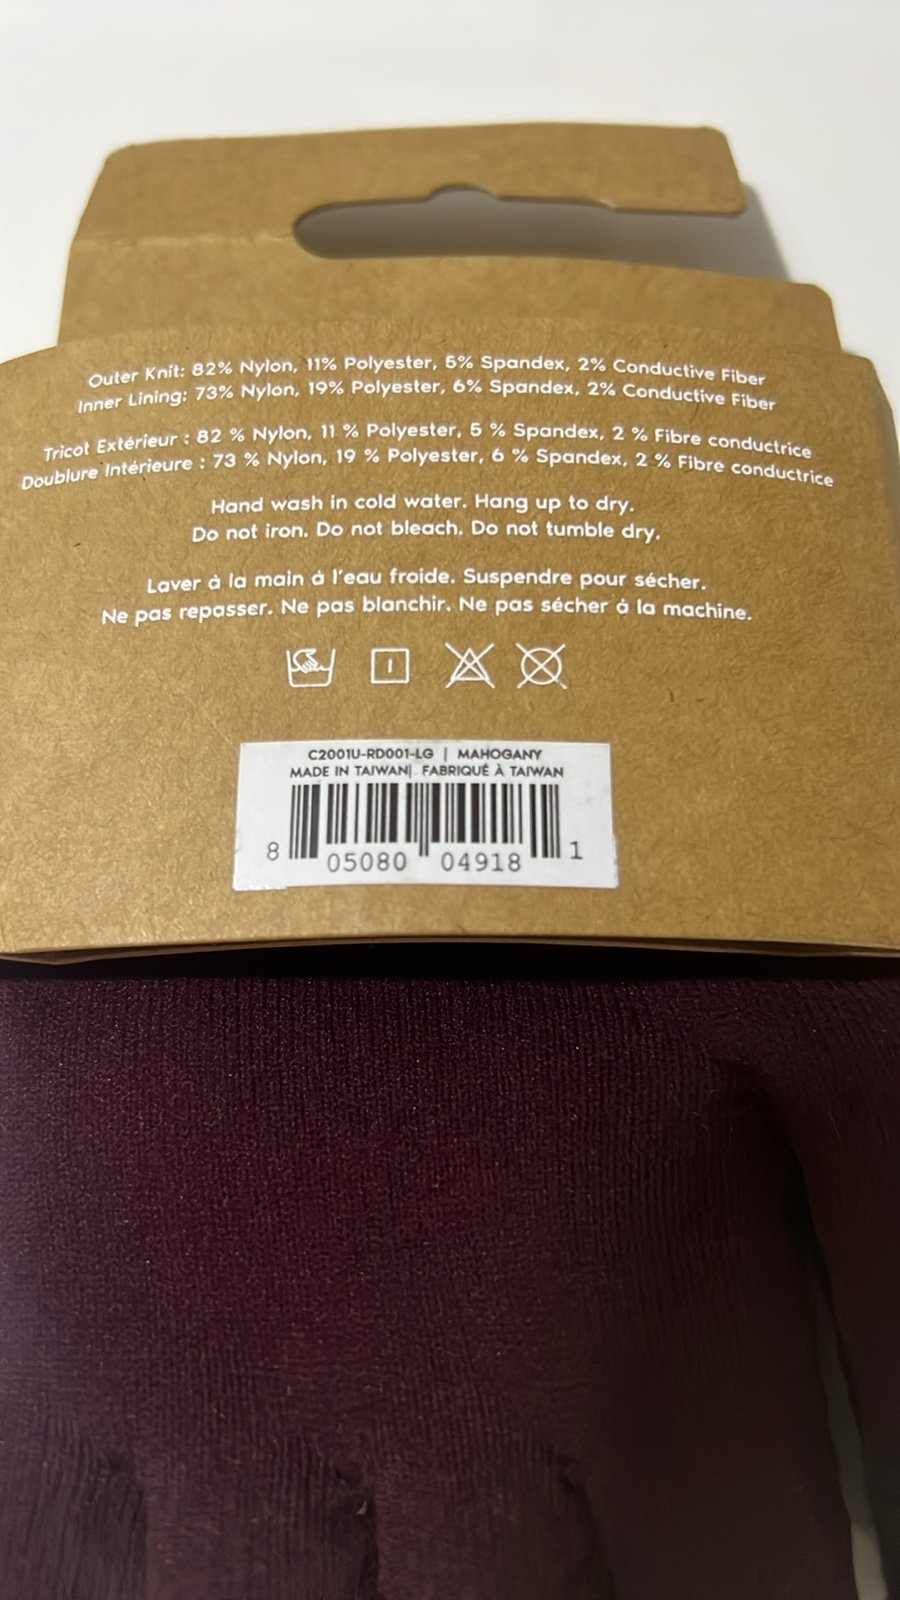 Outer Knit: 82% Nylon, 11% Polyester, 5% Spandex, 2% Conductive Fiber
Inner Lining: 73% Nylon, 19% Polyester, 6% Spandex, 2% Conductive Fiber
Tricot Extérieur : 82 % Nylon, 11 % Polyester, 5 % Spandex, 2 % Fibre conductrice
Doublure Intérieure : 73 % Nylon, 19 % Polyester, 6 % Spandex, 2 % Fibre conductrice
Hand wash in cold water. Hang up to dry.
Do not iron. Do not bleach. Do not tumble dry.
Laver à la main à l'eau froide. Suspendre pour sécher.
Ne pas repasser. Ne pas blanchir. Ne pas sécher à la machine.
C2001U-RD001-LG | MAHOGANY
MADE IN TAIWAN|. FABRIQUÉ À TAIWAN
8 05080 04918 1